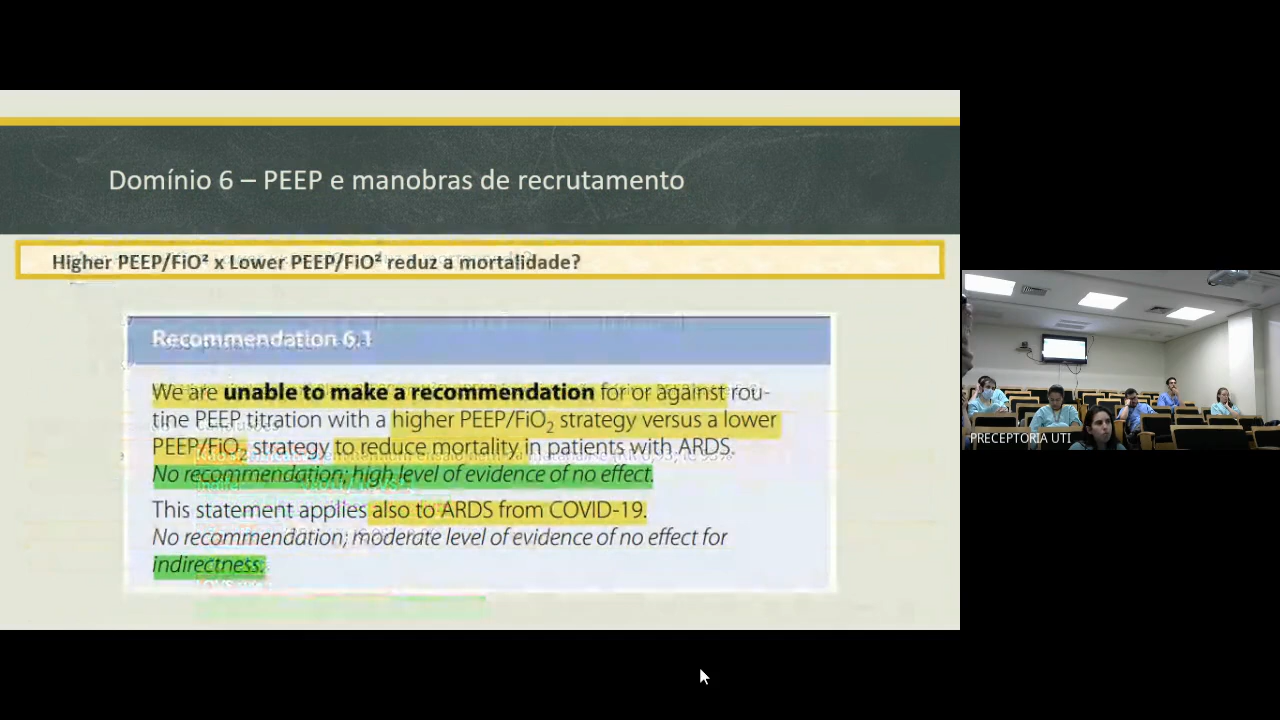 Domínio 6 – PEEP e manobras de recrutamento
Higher PEEP/FiO² x Lower PEEP/FiO² reduz a mortalidade?
Recommendation 6.1
We are unable to make a recommendation for or against rou-
tine PEEP titration with a higher PEEP/FiO₂ strategy versus a lower
PEEP/FiO₂ strategy to reduce mortality in patients with ARDS.
No recommendation; high level of evidence of no effect.
This statement applies also to ARDS from COVID-19.
No recommendation; moderate level of evidence of no effect for
indirectness.
PRECEPTORIA UTI